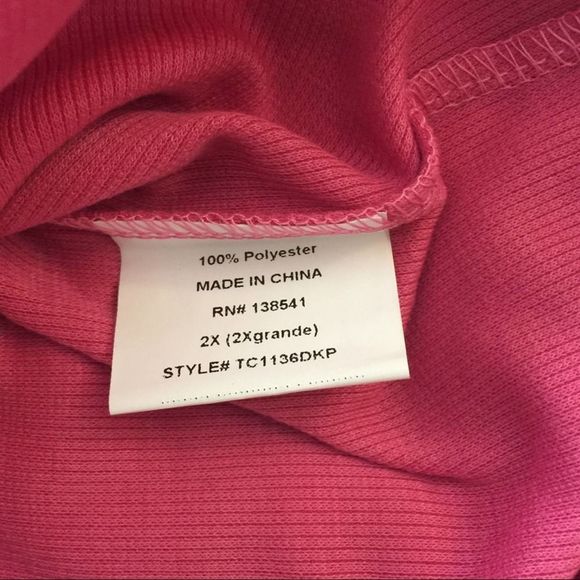 100% Polyester
MADE IN CHINA
RN# 138541
2X (2Xgrande)
STYLE# TC1136DKP